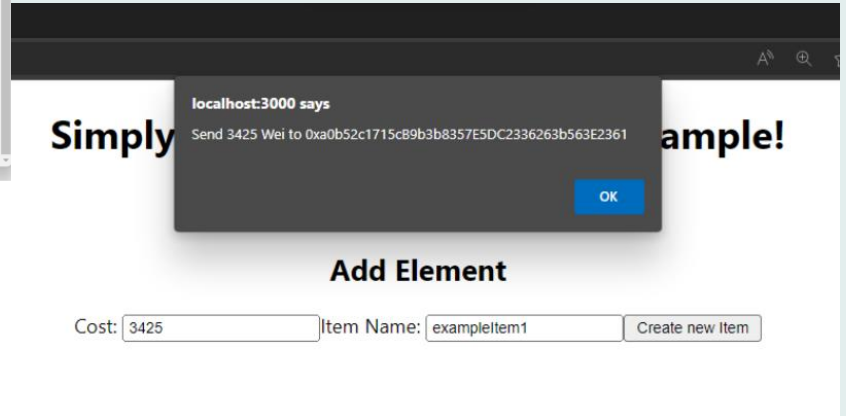 localhost:3000 says
Send 3425 Wei to 0xa0b52c1715cB9b3b8357E5DC2336263b563E2361
OK
Simply ample!
Add Element
Cost: 3425 Item Name: exampleItem1 Create new Item